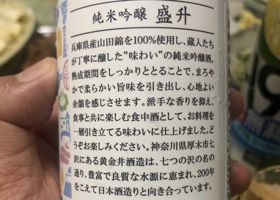 純米吟醸 盛升
兵庫県産山田錦を100%使用し、蔵人たち
が丁寧に醸した"味わい"の純米吟醸酒。
熟成期間をしっかりとることで、まろや
かで柔らかい旨味を引き出し、心地よい
余韻を感じさせます。派手な香りを抑え、
食事と共に楽しむ食中酒として、お料理を
一層引き立てる味わいに仕上げました。ど
うぞお楽しみください。神奈川県厚木市七
沢にある黄金井酒造は、七つの沢の名の
通り、豊富で良質な水源に恵まれ、200年
をこえて日本酒造りと向き合っています。